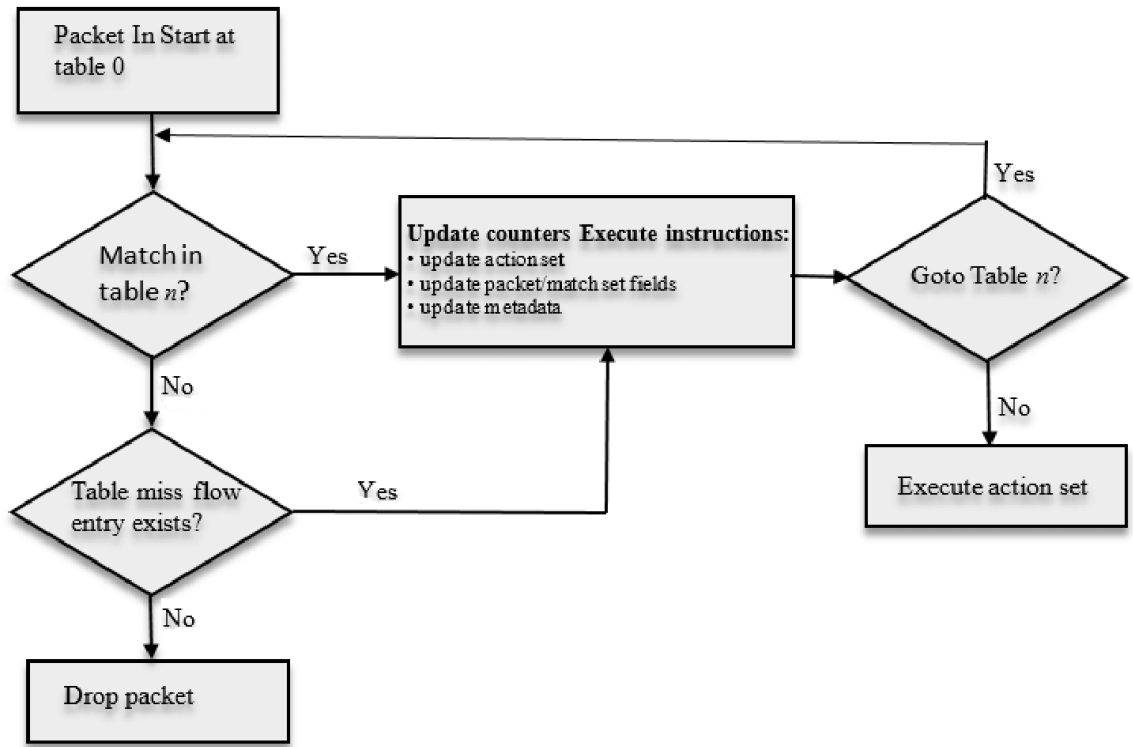 Packet In Start at
table 0
Yes
Match in
table n?
Yes
Update counters Execute instructions:
• update action set
• update packet/match set fields
• update metadata
Goto Table n?
No
No
Table miss flow
entry exists?
Yes
Execute action set
No
Drop packet